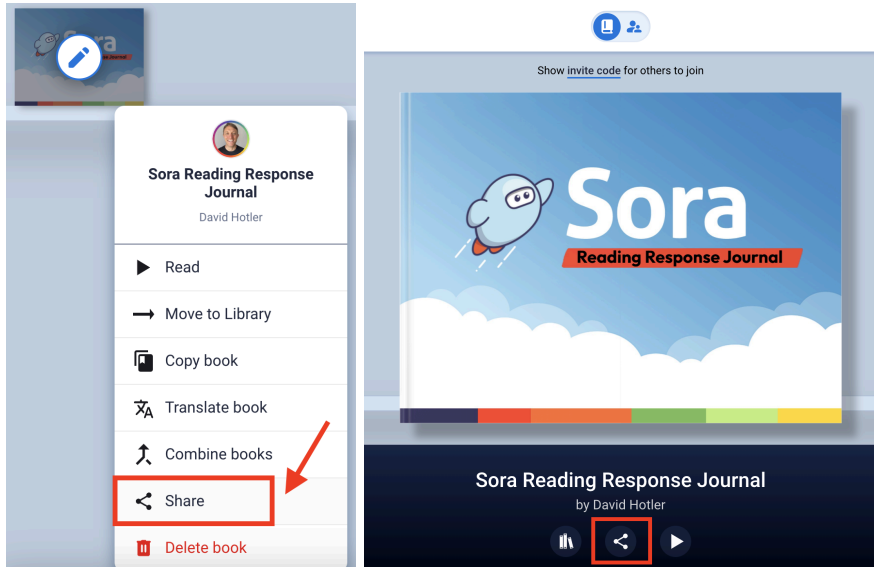 Sora Reading Response
Journal
David Hotler
Read
Move to Library
Copy book
Translate book
Combine books
Share
Delete book
Show invite code for others to join
Sora
Reading Response Journal
Sora Reading Response Journal
by David Hotler